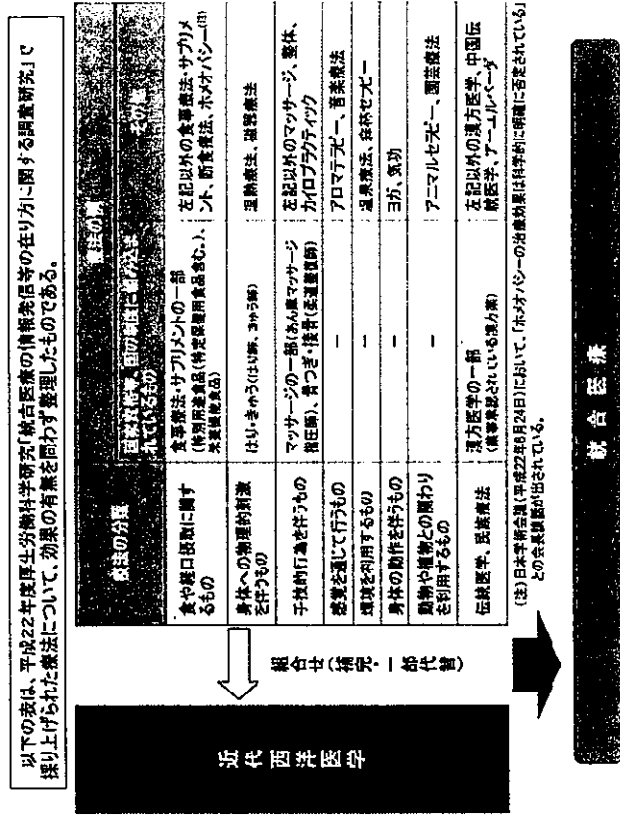 以下の表は、平成22年度厚生労働科学研究「統合医療の情報発信等の在り方に関する調査研究」で
採り上げられた療法について、効果の有無を問わず整理したものである。
近代西洋医学
組合せ(補完・一部代替)
療法の分類
療法の例
国家資格等、国の制度に組み込まれているもの
その他
食や経口摂取に関す
るもの
食事療法・サプリメントの一部
(特別用途食品(特定保健用食品含む。)、
栄養機能食品)
左記以外の食事療法・サプリメ
ント、断食療法、ホメオパシー(注)
身体への物理的刺激
を伴うもの
はり・きゅう(はり師、きゅう師)
温熱療法、磁器療法
手技的行為を伴うもの
マッサージの一部(あん摩マッサージ
指圧師)、骨つぎ・接骨(柔道整復師)
左記以外のマッサージ、整体、
カイロプラクティック
感覚を通じて行うもの
－
アロマテラピー、音楽療法
環境を利用するもの
－
温泉療法、森林セラピー
身体の動作を伴うもの
－
ヨガ、気功
動物や植物との関わり
を利用するもの
－
アニマルセラピー、園芸療法
伝統医学、民族療法
漢方医学の一部
(薬事承認されている漢方薬)
左記以外の漢方医学、中国伝
統医学、アーユルベーダ
(注)日本学術会議(平成22年8月24日)において、「ホメオパシーの治療効果は科学的に明確に否定されている」
との会長談話が出されている。
統合医療